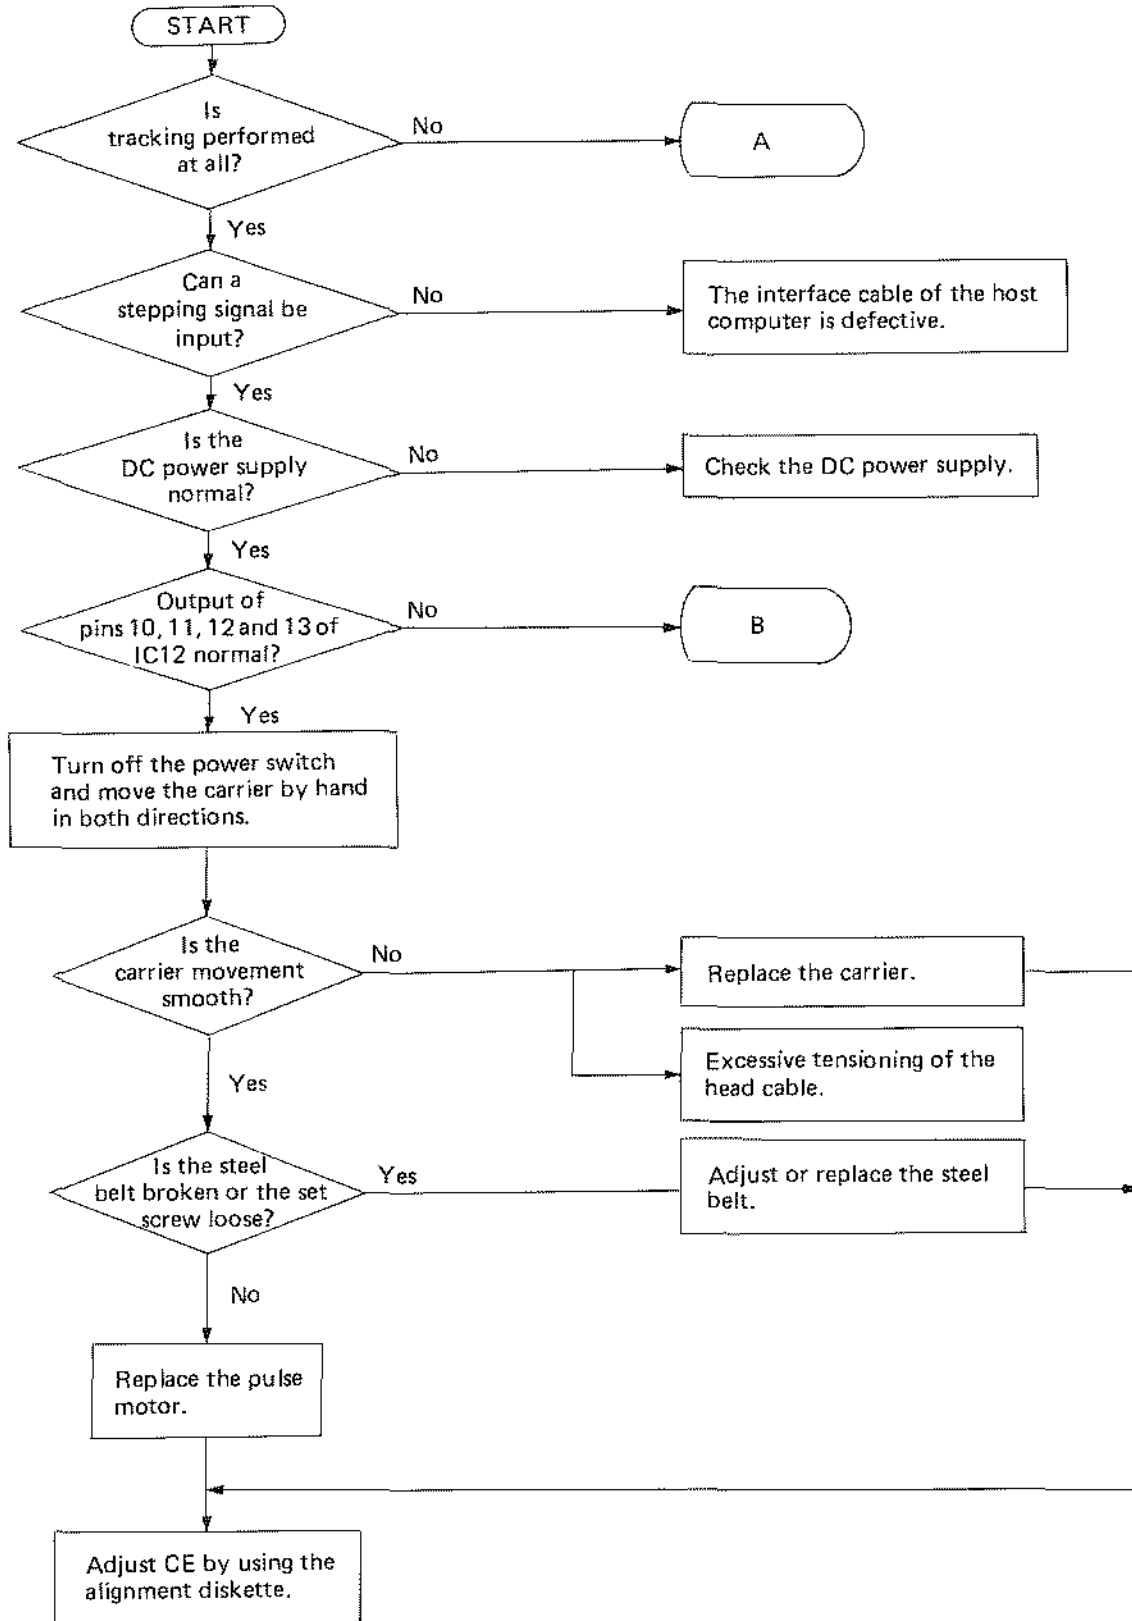 START
Is
tracking performed
at all?
No
A
Yes
Can a
stepping signal be
input?
No
The interface cable of the host
computer is defective.
Yes
Is the
DC power supply
normal?
No
Check the DC power supply.
Yes
Output of
pins 10, 11, 12 and 13 of
IC12 normal?
No
B
Yes
Turn off the power switch
and move the carrier by hand
in both directions.
Is the
carrier movement
smooth?
No
Replace the carrier.
Excessive tensioning of the
head cable.
Yes
Is the steel
belt broken or the set
screw loose?
Yes
Adjust or replace the steel
belt.
No
Replace the pulse
motor.
Adjust CE by using the
alignment diskette.